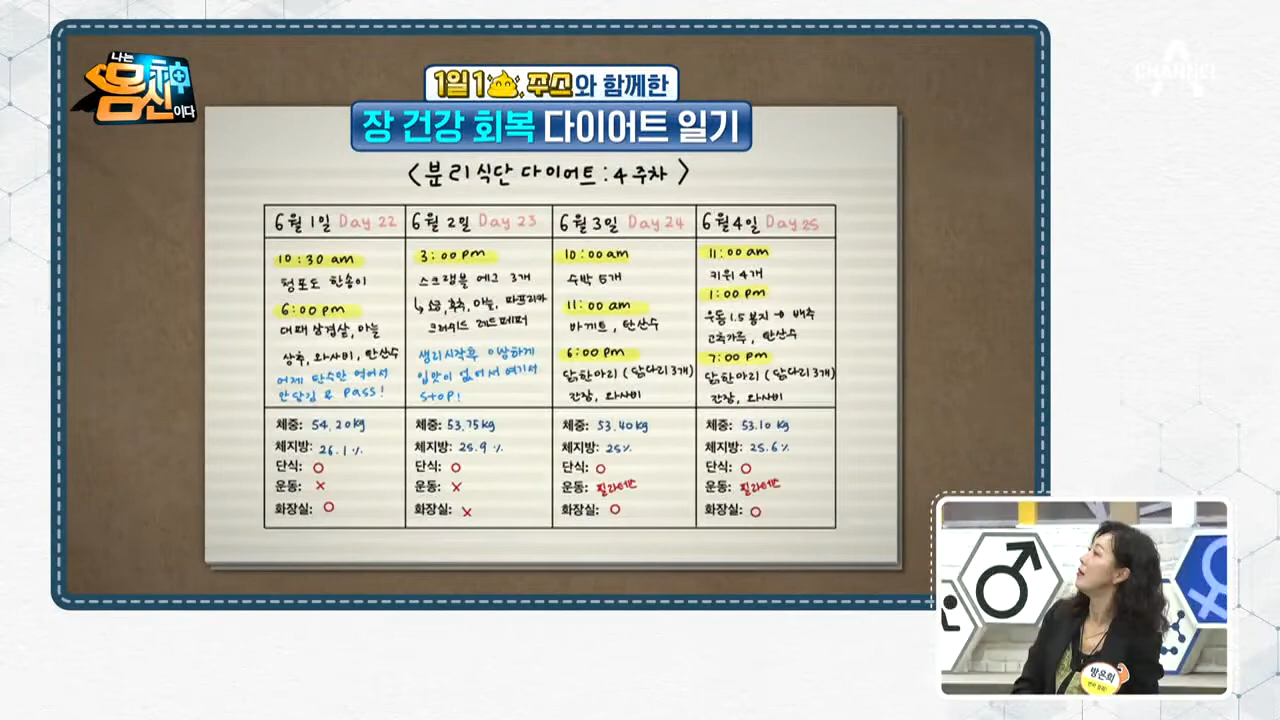 나는
몸神
신이다
CHANNEL A
1일1 푸쇼와 함께한
장 건강 회복 다이어트 일기
<분리식단 다이어트:4주차>
6월 1일 Day 22
10:30 am
청포도 한송이
6:00 pm
대패삼겹살, 마늘
상추, 와사비, 탄산수
어제 탄수만 먹어서
안당김 & Pass!
체중: 54.20kg
체지방: 26.1%
단식: ○
운동: ×
화장실: ○
6월 2일 Day 23
3:00 pm
스크램블 에그 3개
↳ 소금, 후추, 마늘, 파프리카
크러쉬드 레드페퍼
생리시작후 이상하게
입맛이 없어서 여기서
STOP!
체중: 53.75kg
체지방: 25.9%
단식: ○
운동: ×
화장실: ×
6월 3일 Day 24
10:00 am
수박 5개
11:00 am
바게트, 탄산수
6:00 pm
닭한마리 (닭다리 3개)
간장, 와사비
체중: 53.40kg
체지방: 25%
단식: ○
운동: 필라테스
화장실: ○
6월 4일 Day 25
11:00 am
키위 4개
1:00 pm
우동 1.5봉지 → 배추
고춧가루, 탄산수
7:00 pm
닭한마리 (닭다리 3개)
간장, 와사비
체중: 53.10kg
체지방: 25.6%
단식: ○
운동: 필라테스
화장실: ○
방은희